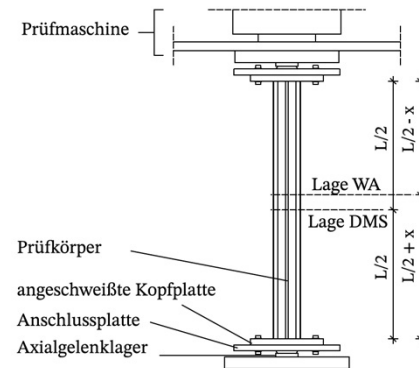 Prüfmaschine
L/2
L/2 - x
Lage WA
Lage DMS
L/2
L/2 + x
Prüfkörper
angeschweißte Kopfplatte
Anschlussplatte
Axialgelenklager